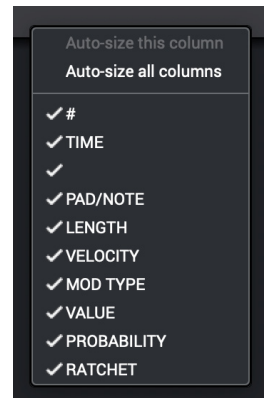 Auto-size this column
Auto-size all columns
#
TIME
PAD/NOTE
LENGTH
VELOCITY
MOD TYPE
VALUE
PROBABILITY
RATCHET